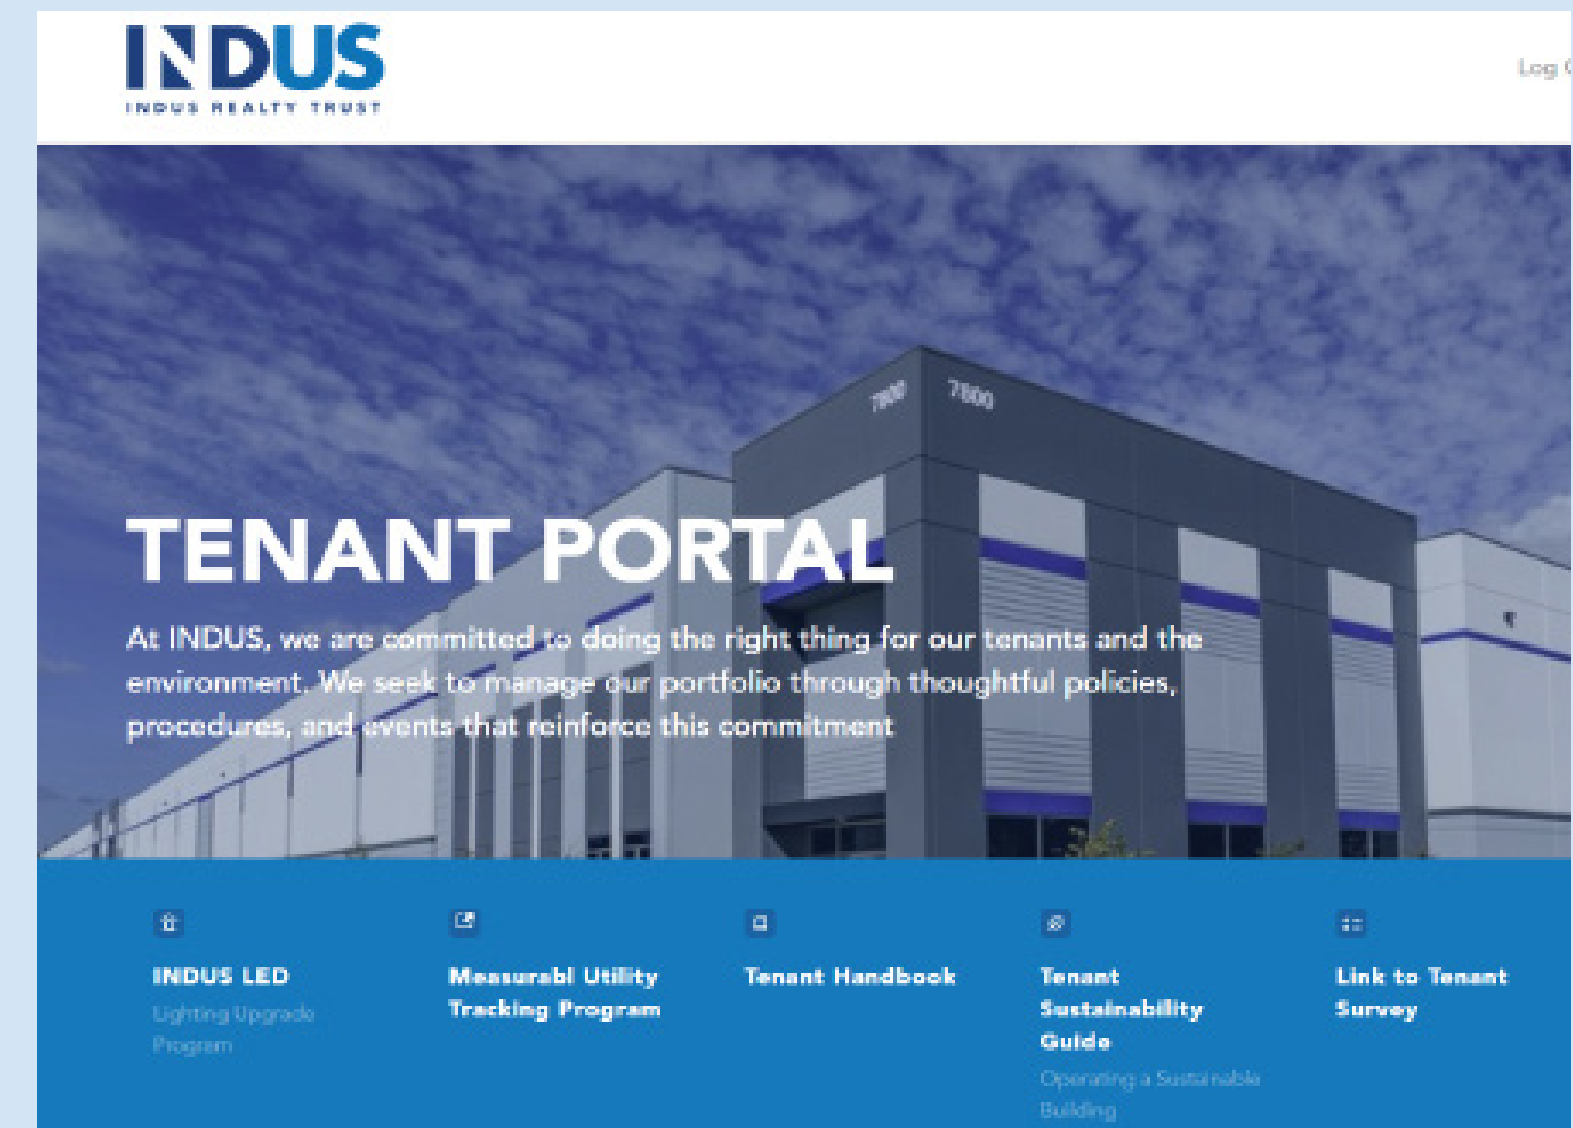 INDUS
INDUS REALTY TRUST
Log
7800
7800
TENANT PORTAL
At INDUS, we are committed to doing the right thing for our tenants and the
environment. We seek to manage our portfolio through thoughtful policies,
procedures, and events that reinforce this commitment
INDUS LED
Lighting Upgrade
Program
Measurabl Utility
Tracking Program
Tenant Handbook
Tenant
Sustainability
Guide
Operating a Sustainable
Building
Link to Tenant
Survey